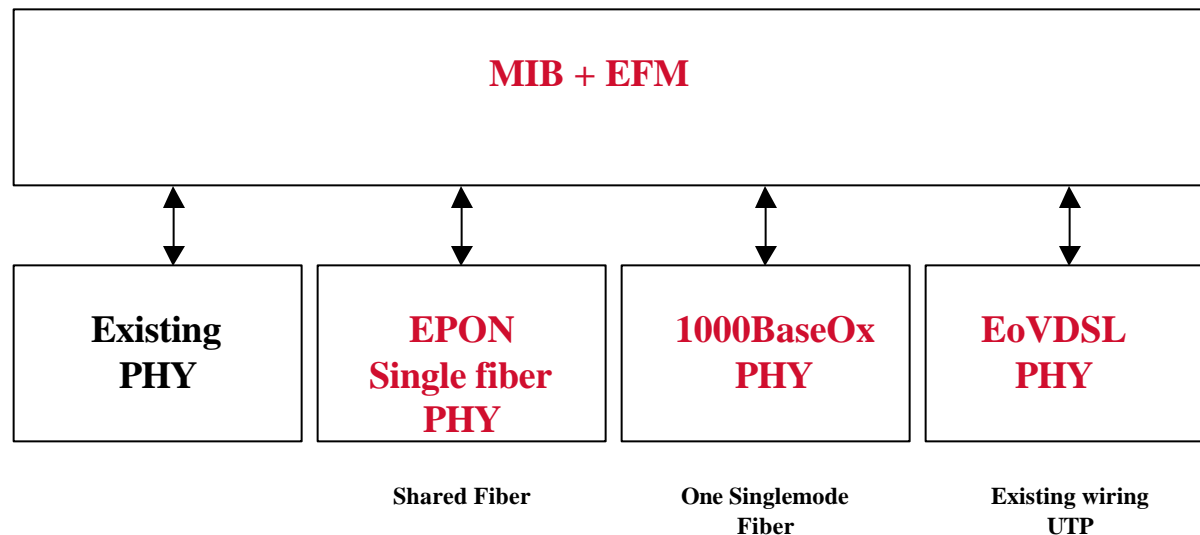 MIB + EFM
Existing
PHY
EPON
Single fiber
PHY
1000BaseOx
PHY
EoVDSL
PHY
Shared Fiber
One Singlemode
Fiber
Existing wiring
UTP